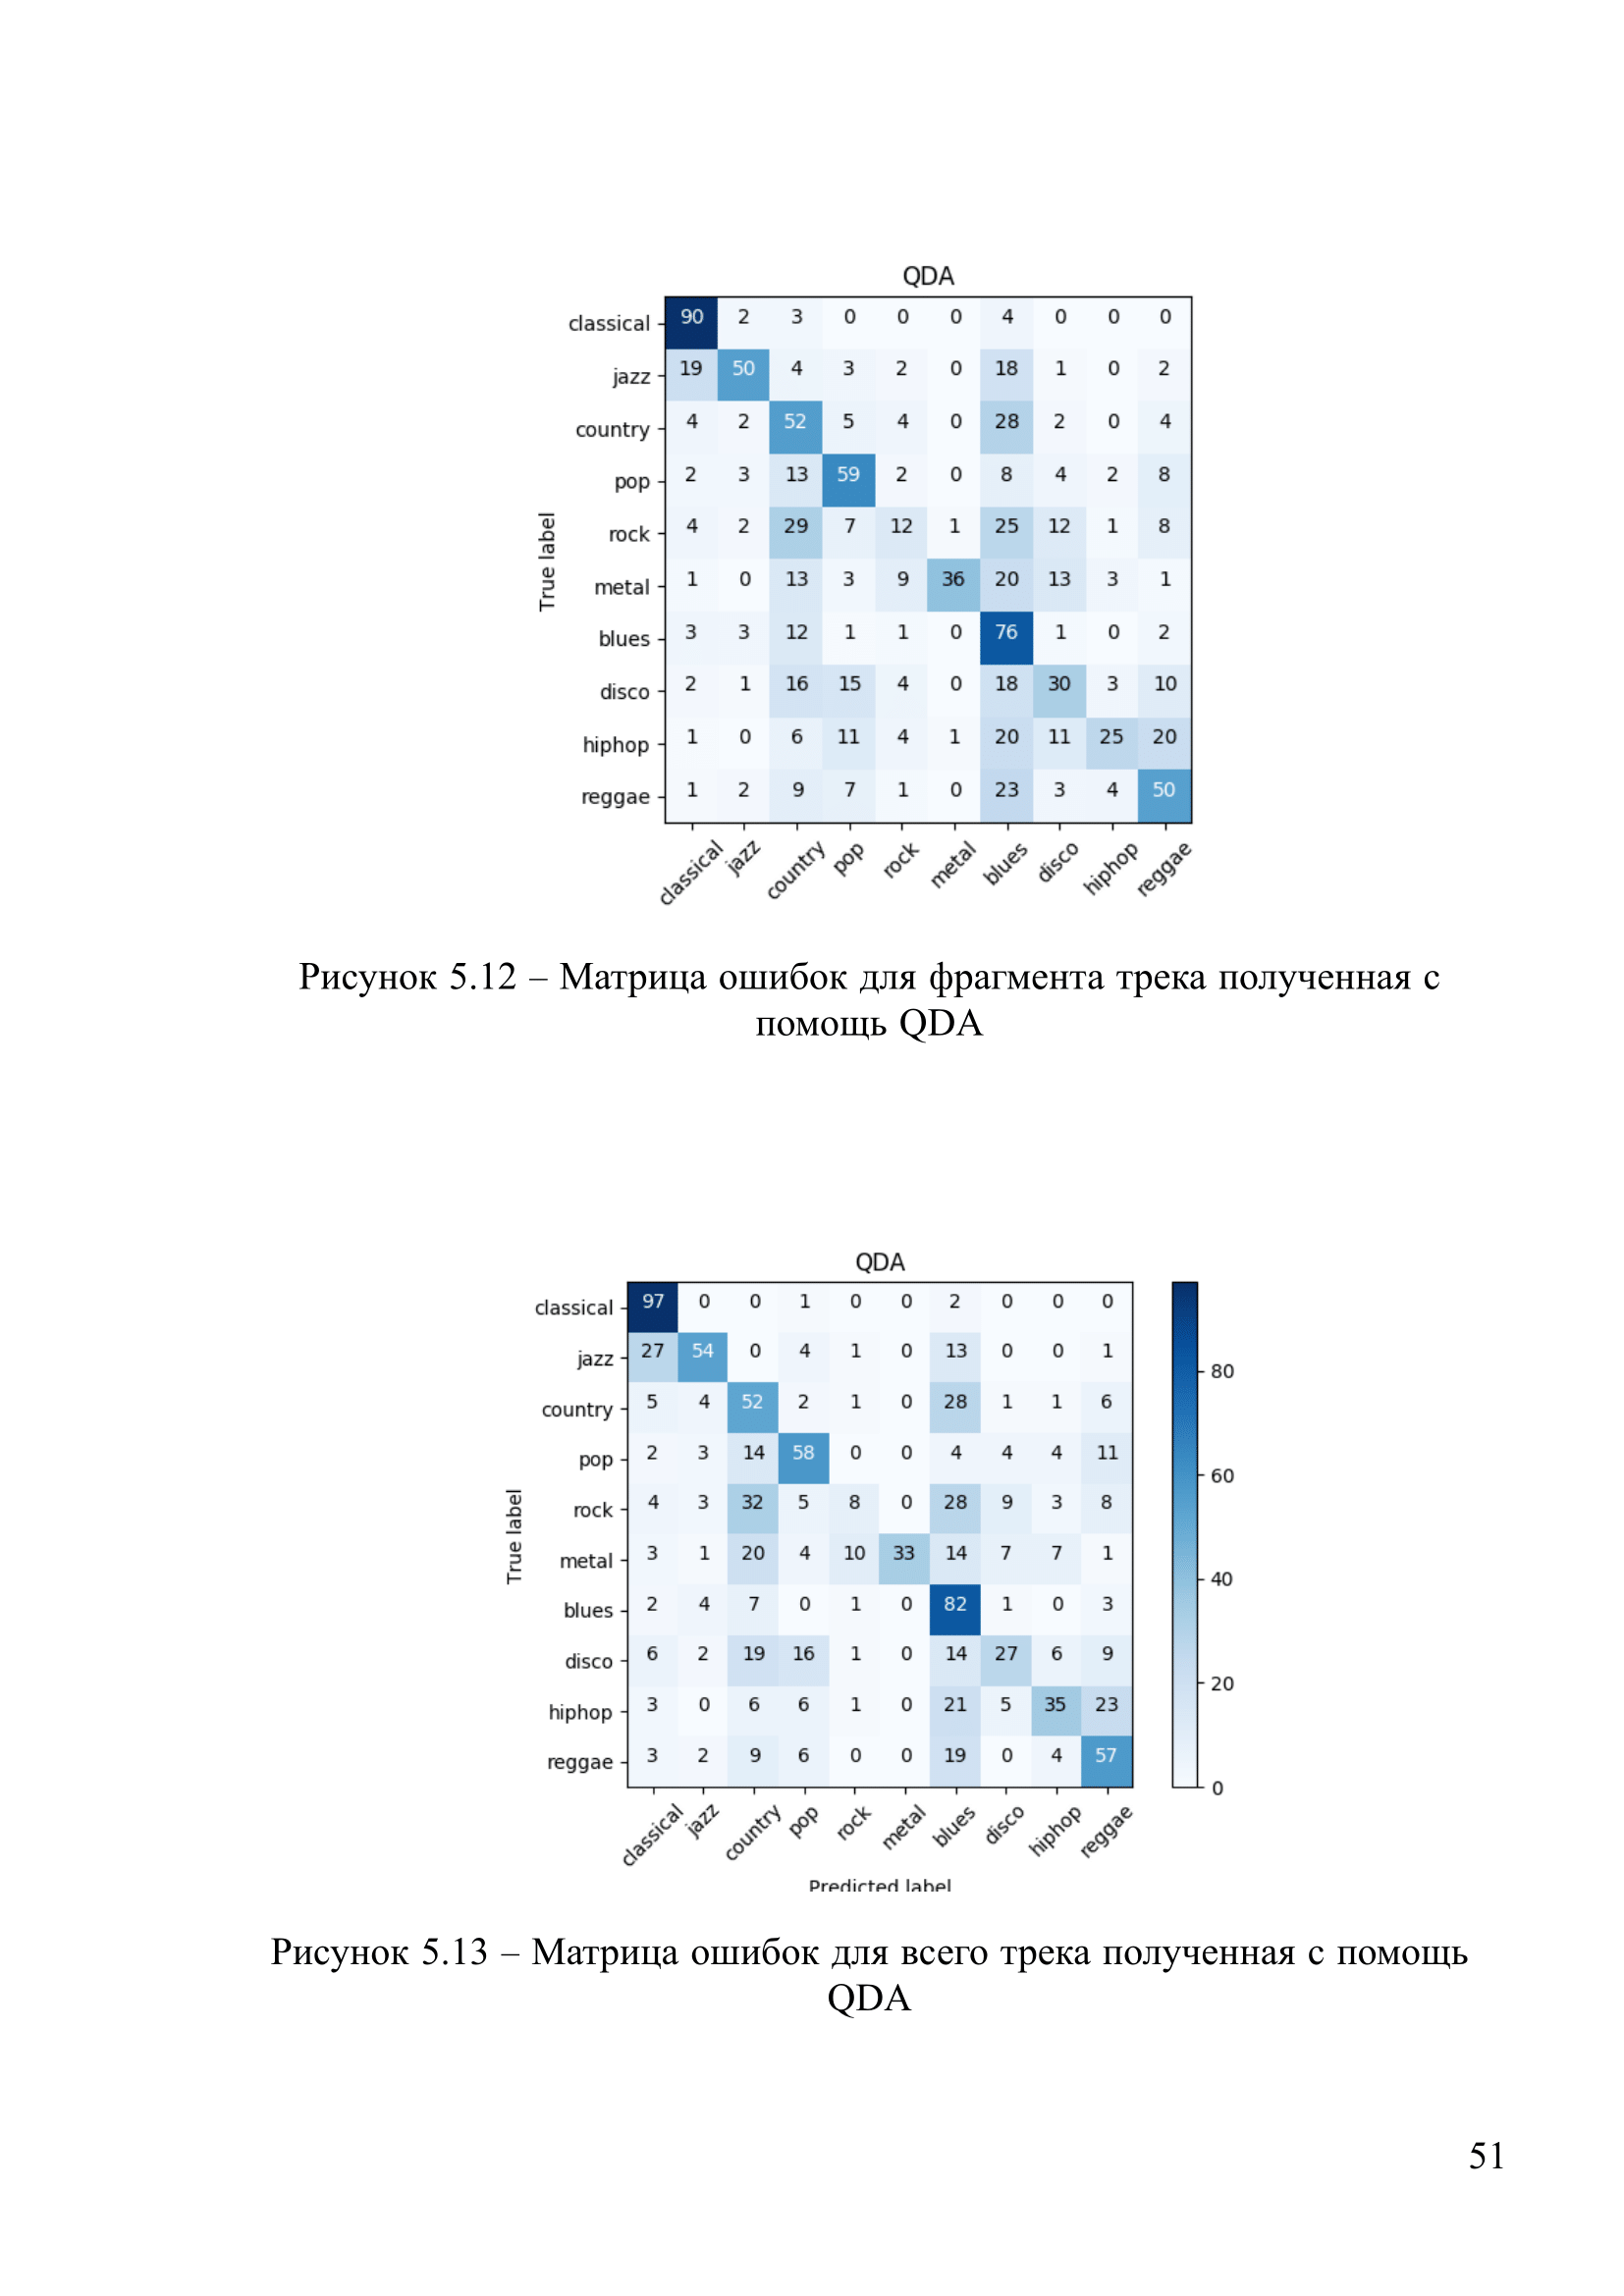 QDA
classical 90 2 3 0 0 0 4 0 0 0
jazz 19 50 4 3 2 0 18 1 0 2
country 4 2 52 5 4 0 28 2 0 4
pop 2 3 13 59 2 0 8 4 2 8
rock 4 2 29 7 12 1 25 12 1 8
metal 1 0 13 3 9 36 20 13 3 1
blues 3 3 12 1 1 0 76 1 0 2
disco 2 1 16 15 4 0 18 30 3 10
hiphop 1 0 6 11 4 1 20 11 25 20
reggae 1 2 9 7 1 0 23 3 4 50
True label
classical jazz country pop rock metal blues disco hiphop reggae
Рисунок 5.12 – Матрица ошибок для фрагмента трека полученная с
помощь QDA
QDA
classical 97 0 0 1 0 0 2 0 0 0
jazz 27 54 0 4 1 0 13 0 0 1
country 5 4 52 2 1 0 28 1 1 6
pop 2 3 14 58 0 0 4 4 4 11
rock 4 3 32 5 8 0 28 9 3 8
metal 3 1 20 4 10 33 14 7 7 1
blues 2 4 7 0 1 0 82 1 0 3
disco 6 2 19 16 1 0 14 27 6 9
hiphop 3 0 6 6 1 0 21 5 35 23
reggae 3 2 9 6 0 0 19 0 4 57
True label
classical jazz country pop rock metal blues disco hiphop reggae
Predicted label
80
60
40
20
0
Рисунок 5.13 – Матрица ошибок для всего трека полученная с помощь
QDA
51